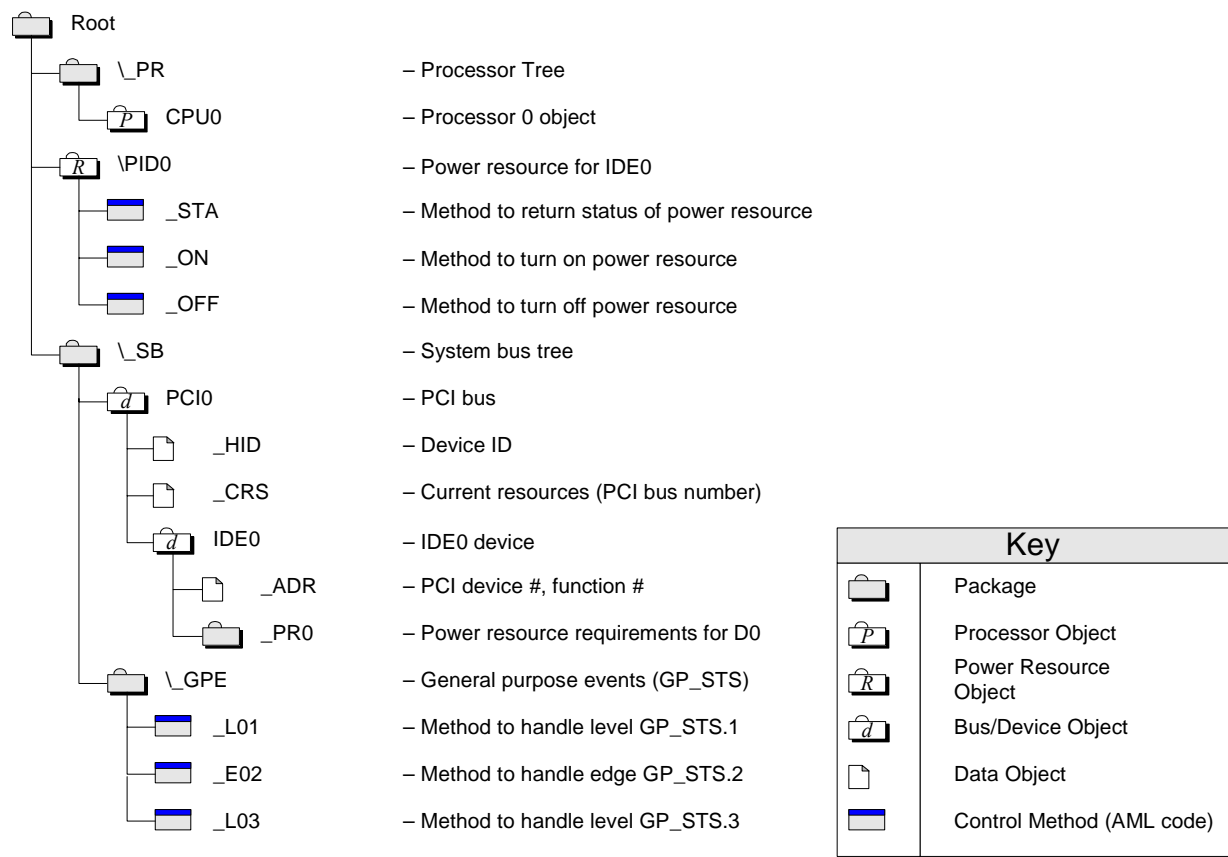 Root
\_PR – Processor Tree
P CPU0 – Processor 0 object
R \PID0 – Power resource for IDE0
_STA – Method to return status of power resource
_ON – Method to turn on power resource
_OFF – Method to turn off power resource
\_SB – System bus tree
d PCI0 – PCI bus
_HID – Device ID
_CRS – Current resources (PCI bus number)
d IDE0 – IDE0 device
_ADR – PCI device #, function #
_PR0 – Power resource requirements for D0
\_GPE – General purpose events (GP_STS)
_L01 – Method to handle level GP_STS.1
_E02 – Method to handle edge GP_STS.2
_L03 – Method to handle level GP_STS.3
Key
Package
P Processor Object
R Power Resource
Object
d Bus/Device Object
Data Object
Control Method (AML code)